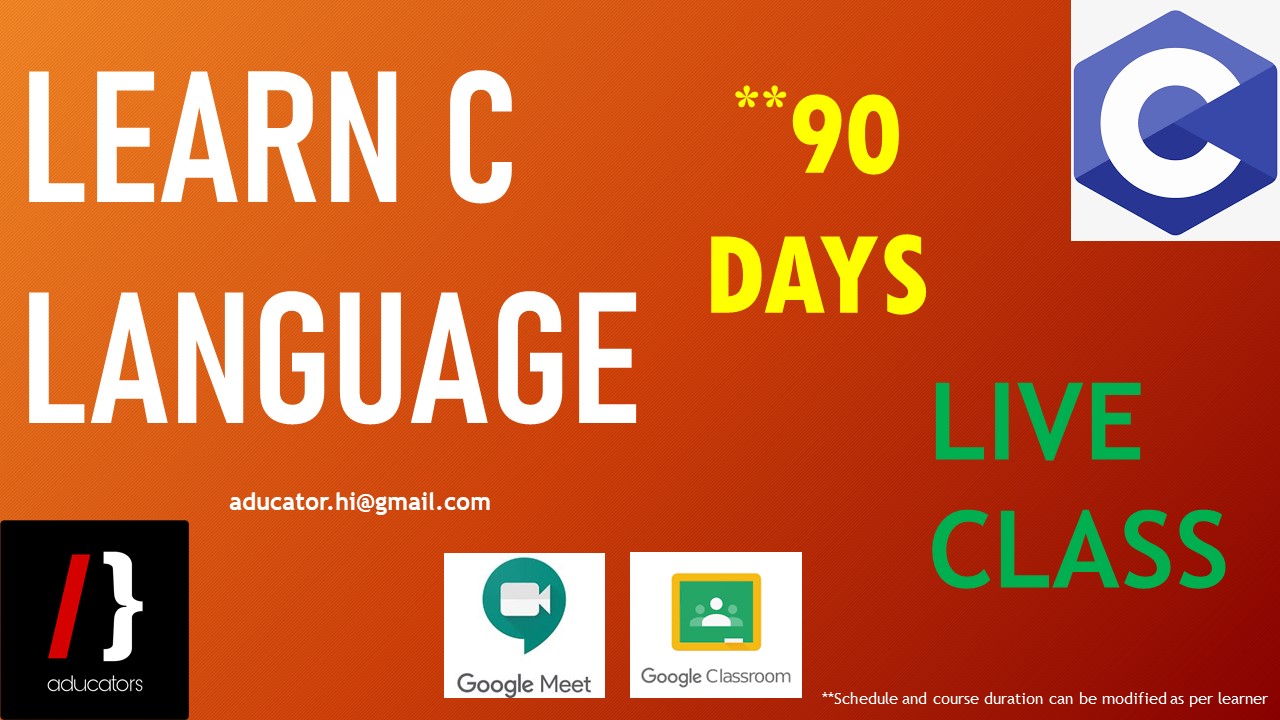 LEARN C
LANGUAGE
**90
DAYS
C
LIVE
CLASS
aducator.hi@gmail.com
/}
aducators
Google Meet
Google Classroom
**Schedule and course duration can be modified as per learner